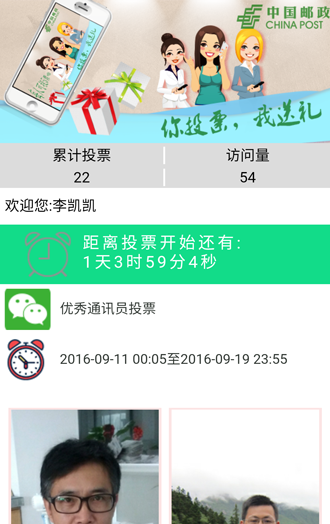 中国邮政
CHINA POST
你投票，我送礼
累计投票
访问量
22
54
欢迎您:李凯凯
距离投票开始还有:
1天3时59分4秒
优秀通讯员投票
2016-09-11 00:05至2016-09-19 23:55